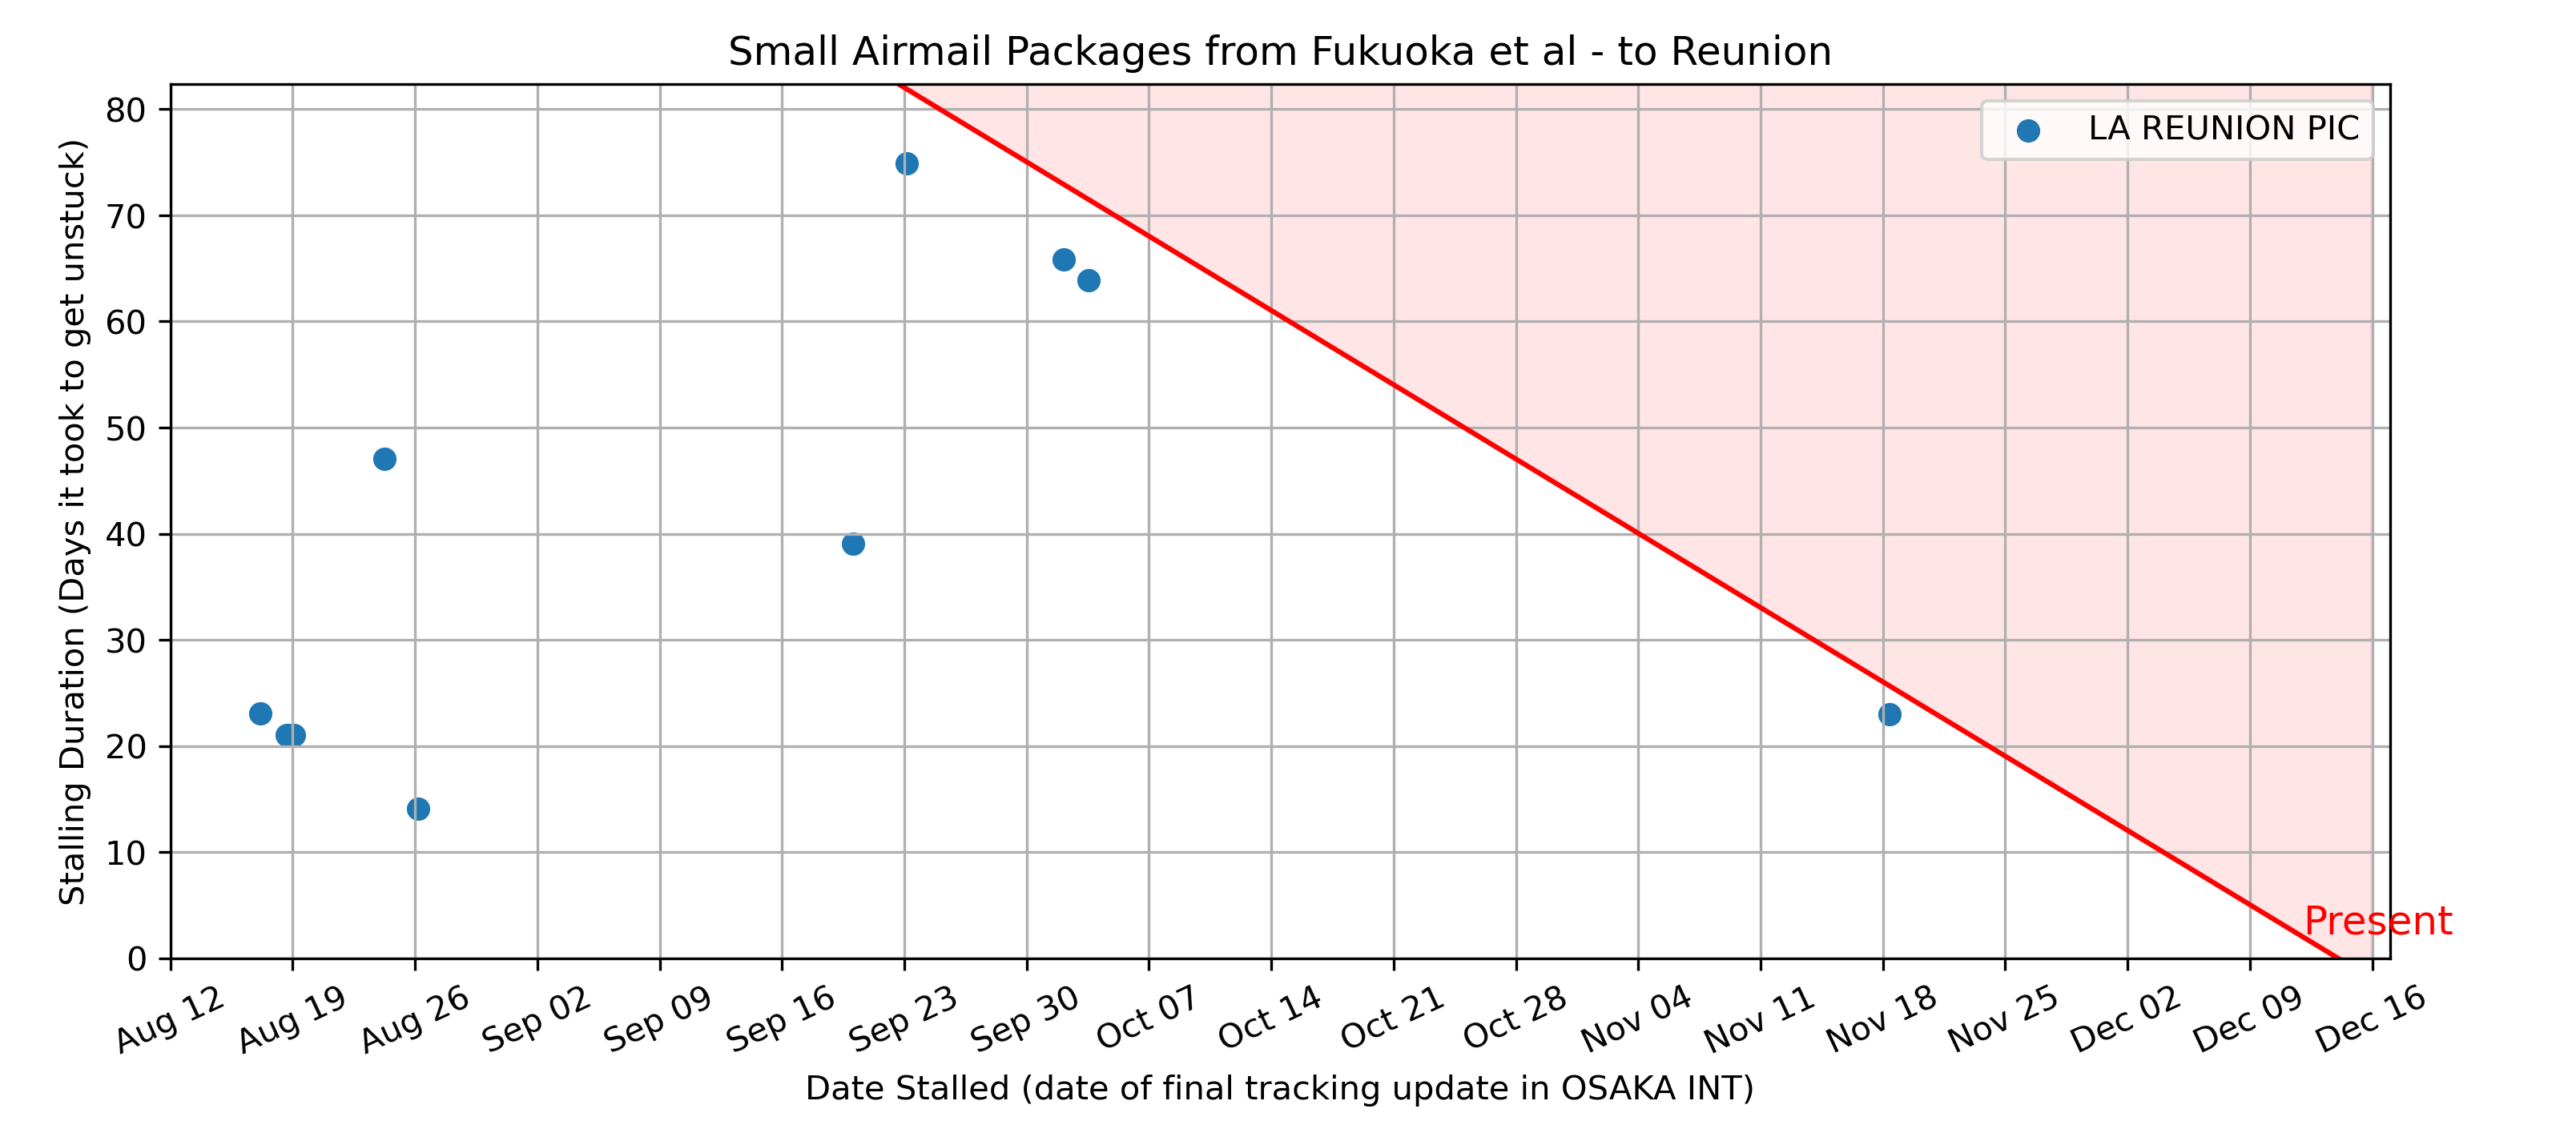 Small Airmail Packages from Fukuoka et al - to Reunion
LA REUNION PIC
Stalling Duration (Days it took to get unstuck)
80
70
60
50
40
30
20
10
0
Present
Aug 12
Aug 19
Aug 26
Sep 02
Sep 09
Sep 16
Sep 23
Sep 30
Oct 07
Oct 14
Oct 21
Oct 28
Nov 04
Nov 11
Nov 18
Nov 25
Dec 02
Dec 09
Dec 16
Date Stalled (date of final tracking update in OSAKA INT)